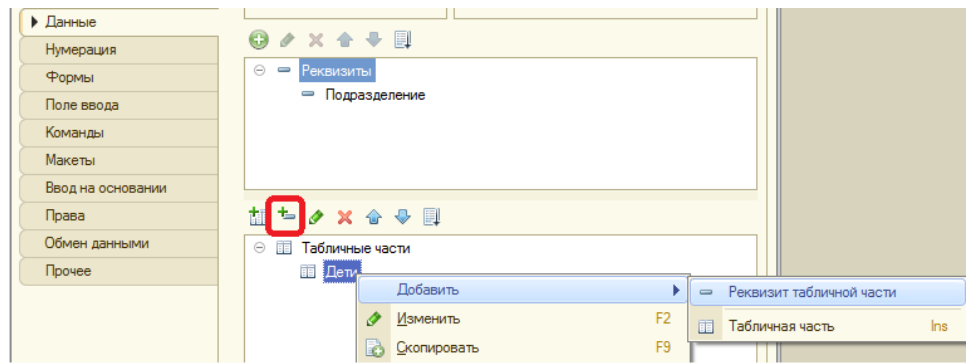 Данные
Нумерация
Формы
Поле ввода
Команды
Макеты
Ввод на основании
Права
Обмен данными
Прочее
Реквизиты
Подразделение
Табличные части
Дети
Добавить
Изменить F2
Скопировать F9
Реквизит табличной части
Табличная часть Ins